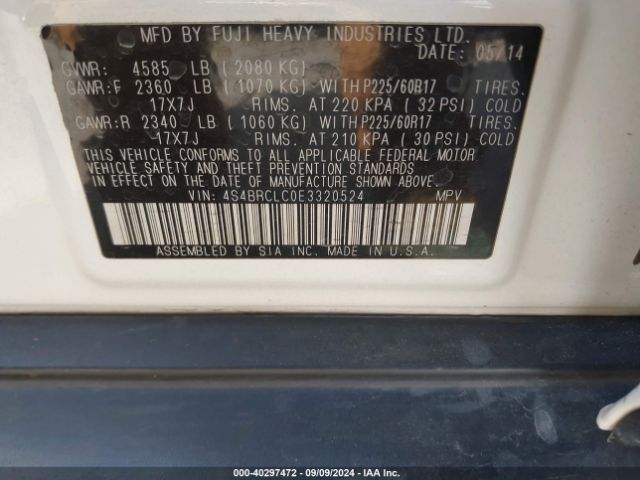 MFD BY FUJI HEAVY INDUSTRIES LTD.
DATE: 05/14
GVWR: 4585 LB (2080 KG)
GAWR:F 2360 LB (1070 KG) WITH P225/60R17 TIRES.
17X7J RIMS. AT 220 KPA (32 PSI) COLD
GAWR:R 2340 LB (1060 KG) WITH P225/60R17 TIRES.
17X7J RIMS. AT 210 KPA (30 PSI) COLD
THIS VEHICLE CONFORMS TO ALL APPLICABLE FEDERAL MOTOR
VEHICLE SAFETY AND THEFT PREVENTION STANDARDS
IN EFFECT ON THE DATE OF MANUFACTURE SHOWN ABOVE.
VIN: 4S4BRCLC0E3320524 MPV
ASSEMBLED BY SIA INC. MADE IN U.S.A.
000-40297472 - 09/09/2024 - IAA Inc.